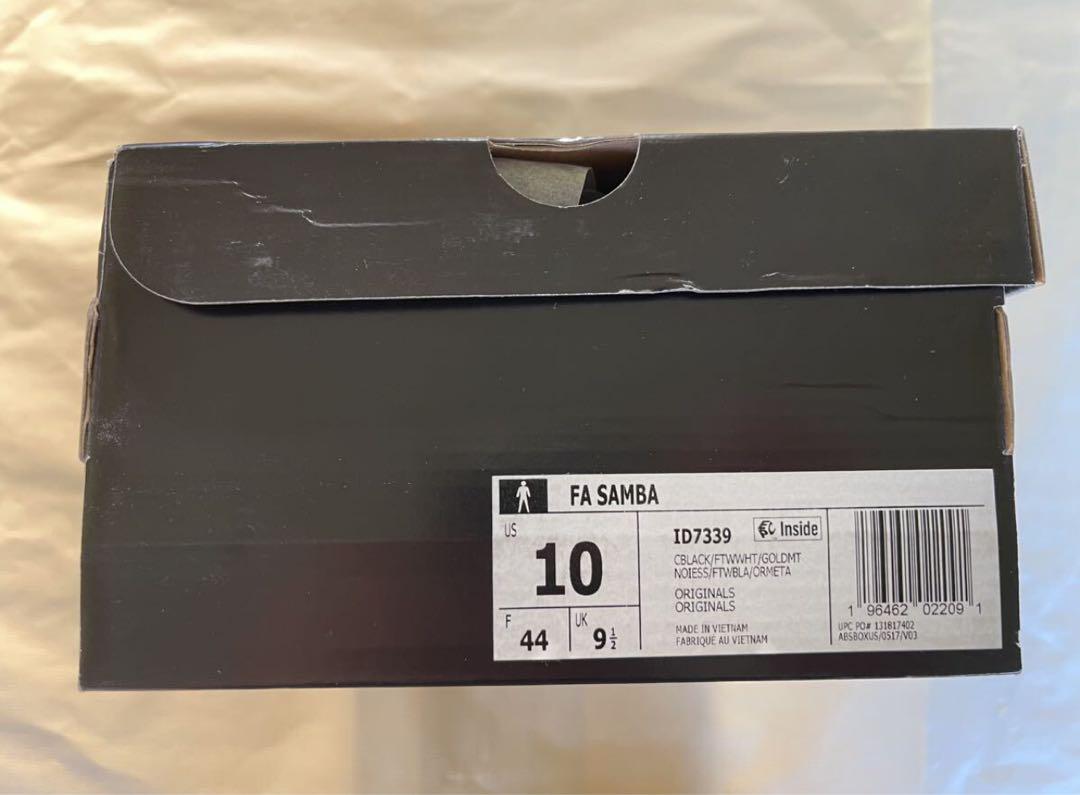 FA SAMBA
US
10
F
44
UK
9½
ID7339
Inside
CBLACK/FTWWHT/GOLDMT
NOIESS/FTWBLA/ORMETA
ORIGINALS
ORIGINALS
MADE IN VIETNAM
FABRIQUÉ AU VIETNAM
1 96462 02209 1
UPC PO# 131817402
ABSBOXUS/0517/V03